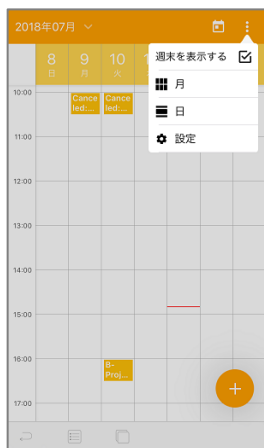 2018年07月
8 9 10
日 月 火
週末を表示する
月
日
設定
10:00
Cance
led:...
Cance
led:...
11:00
12:00
13:00
14:00
15:00
16:00
B-
Proj...
17:00